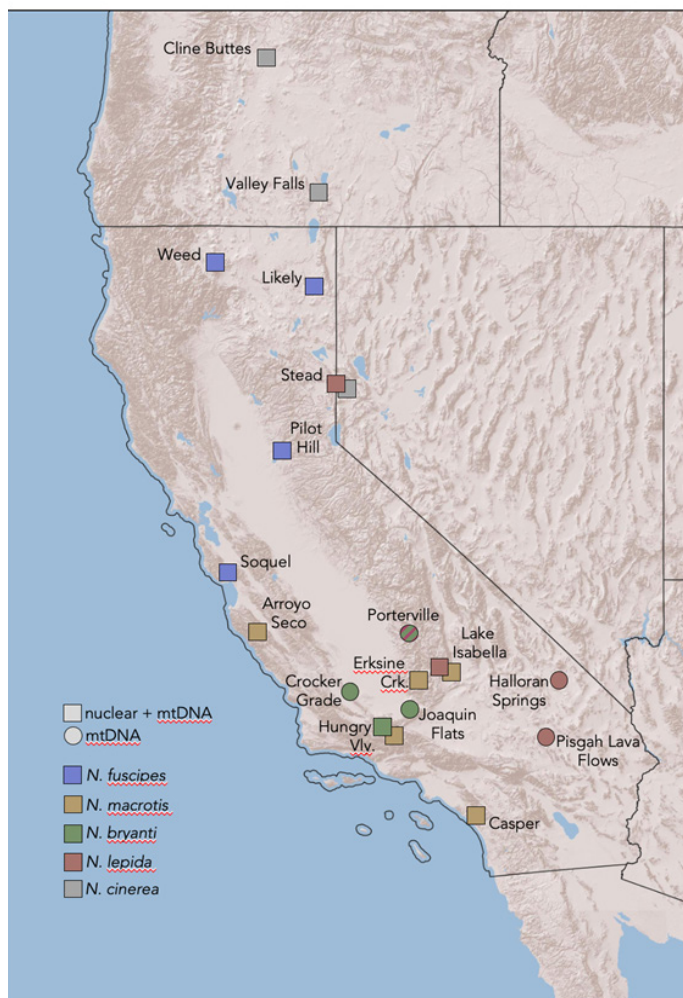 Cline Buttes
Valley Falls
Weed
Likely
Stead
Pilot
Hill
Soquel
Arroyo
Seco
Porterville
Lake
Isabella
Erksine
Crk.
Crocker
Grade
Halloran
Springs
Joaquin
Flats
Hungry
Vlv.
Pisgah Lava
Flows
Casper
nuclear + mtDNA
mtDNA
N. fuscipes
N. macrotis
N. bryanti
N. lepida
N. cinerea